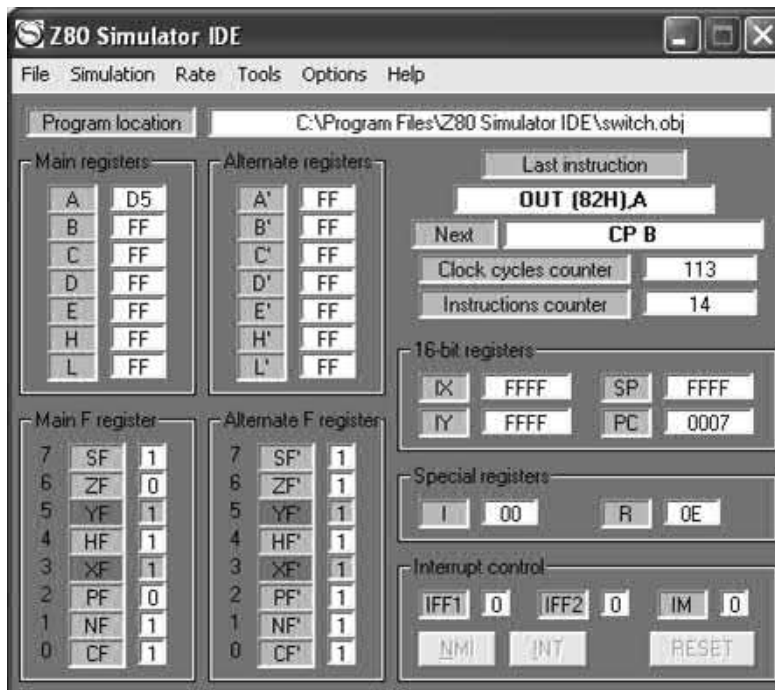 Z80 Simulator IDE
File Simulation Rate Tools Options Help
Program location C:\Program Files\Z80 Simulator IDE\switch.obj
Main registers
A D5
B FF
C FF
D FF
E FF
H FF
L FF
Alternate registers
A' FF
B' FF
C' FF
D' FF
E' FF
H' FF
L' FF
Last instruction
OUT (82H),A
Next CP B
Clock cycles counter 113
Instructions counter 14
16-bit registers
IX FFFF SP FFFF
IY FFFF PC 0007
Main F register
7 SF 1
6 ZF 0
5 YF 1
4 HF 1
3 XF 1
2 PF 0
1 NF 1
0 CF 1
Alternate F register
7 SF' 1
6 ZF' 1
5 YF' 1
4 HF' 1
3 XF' 1
2 PF' 1
1 NF' 1
0 CF' 1
Special registers
I 00 R 0E
Interrupt control
IFF1 0 IFF2 0 IM 0
NMI INT RESET